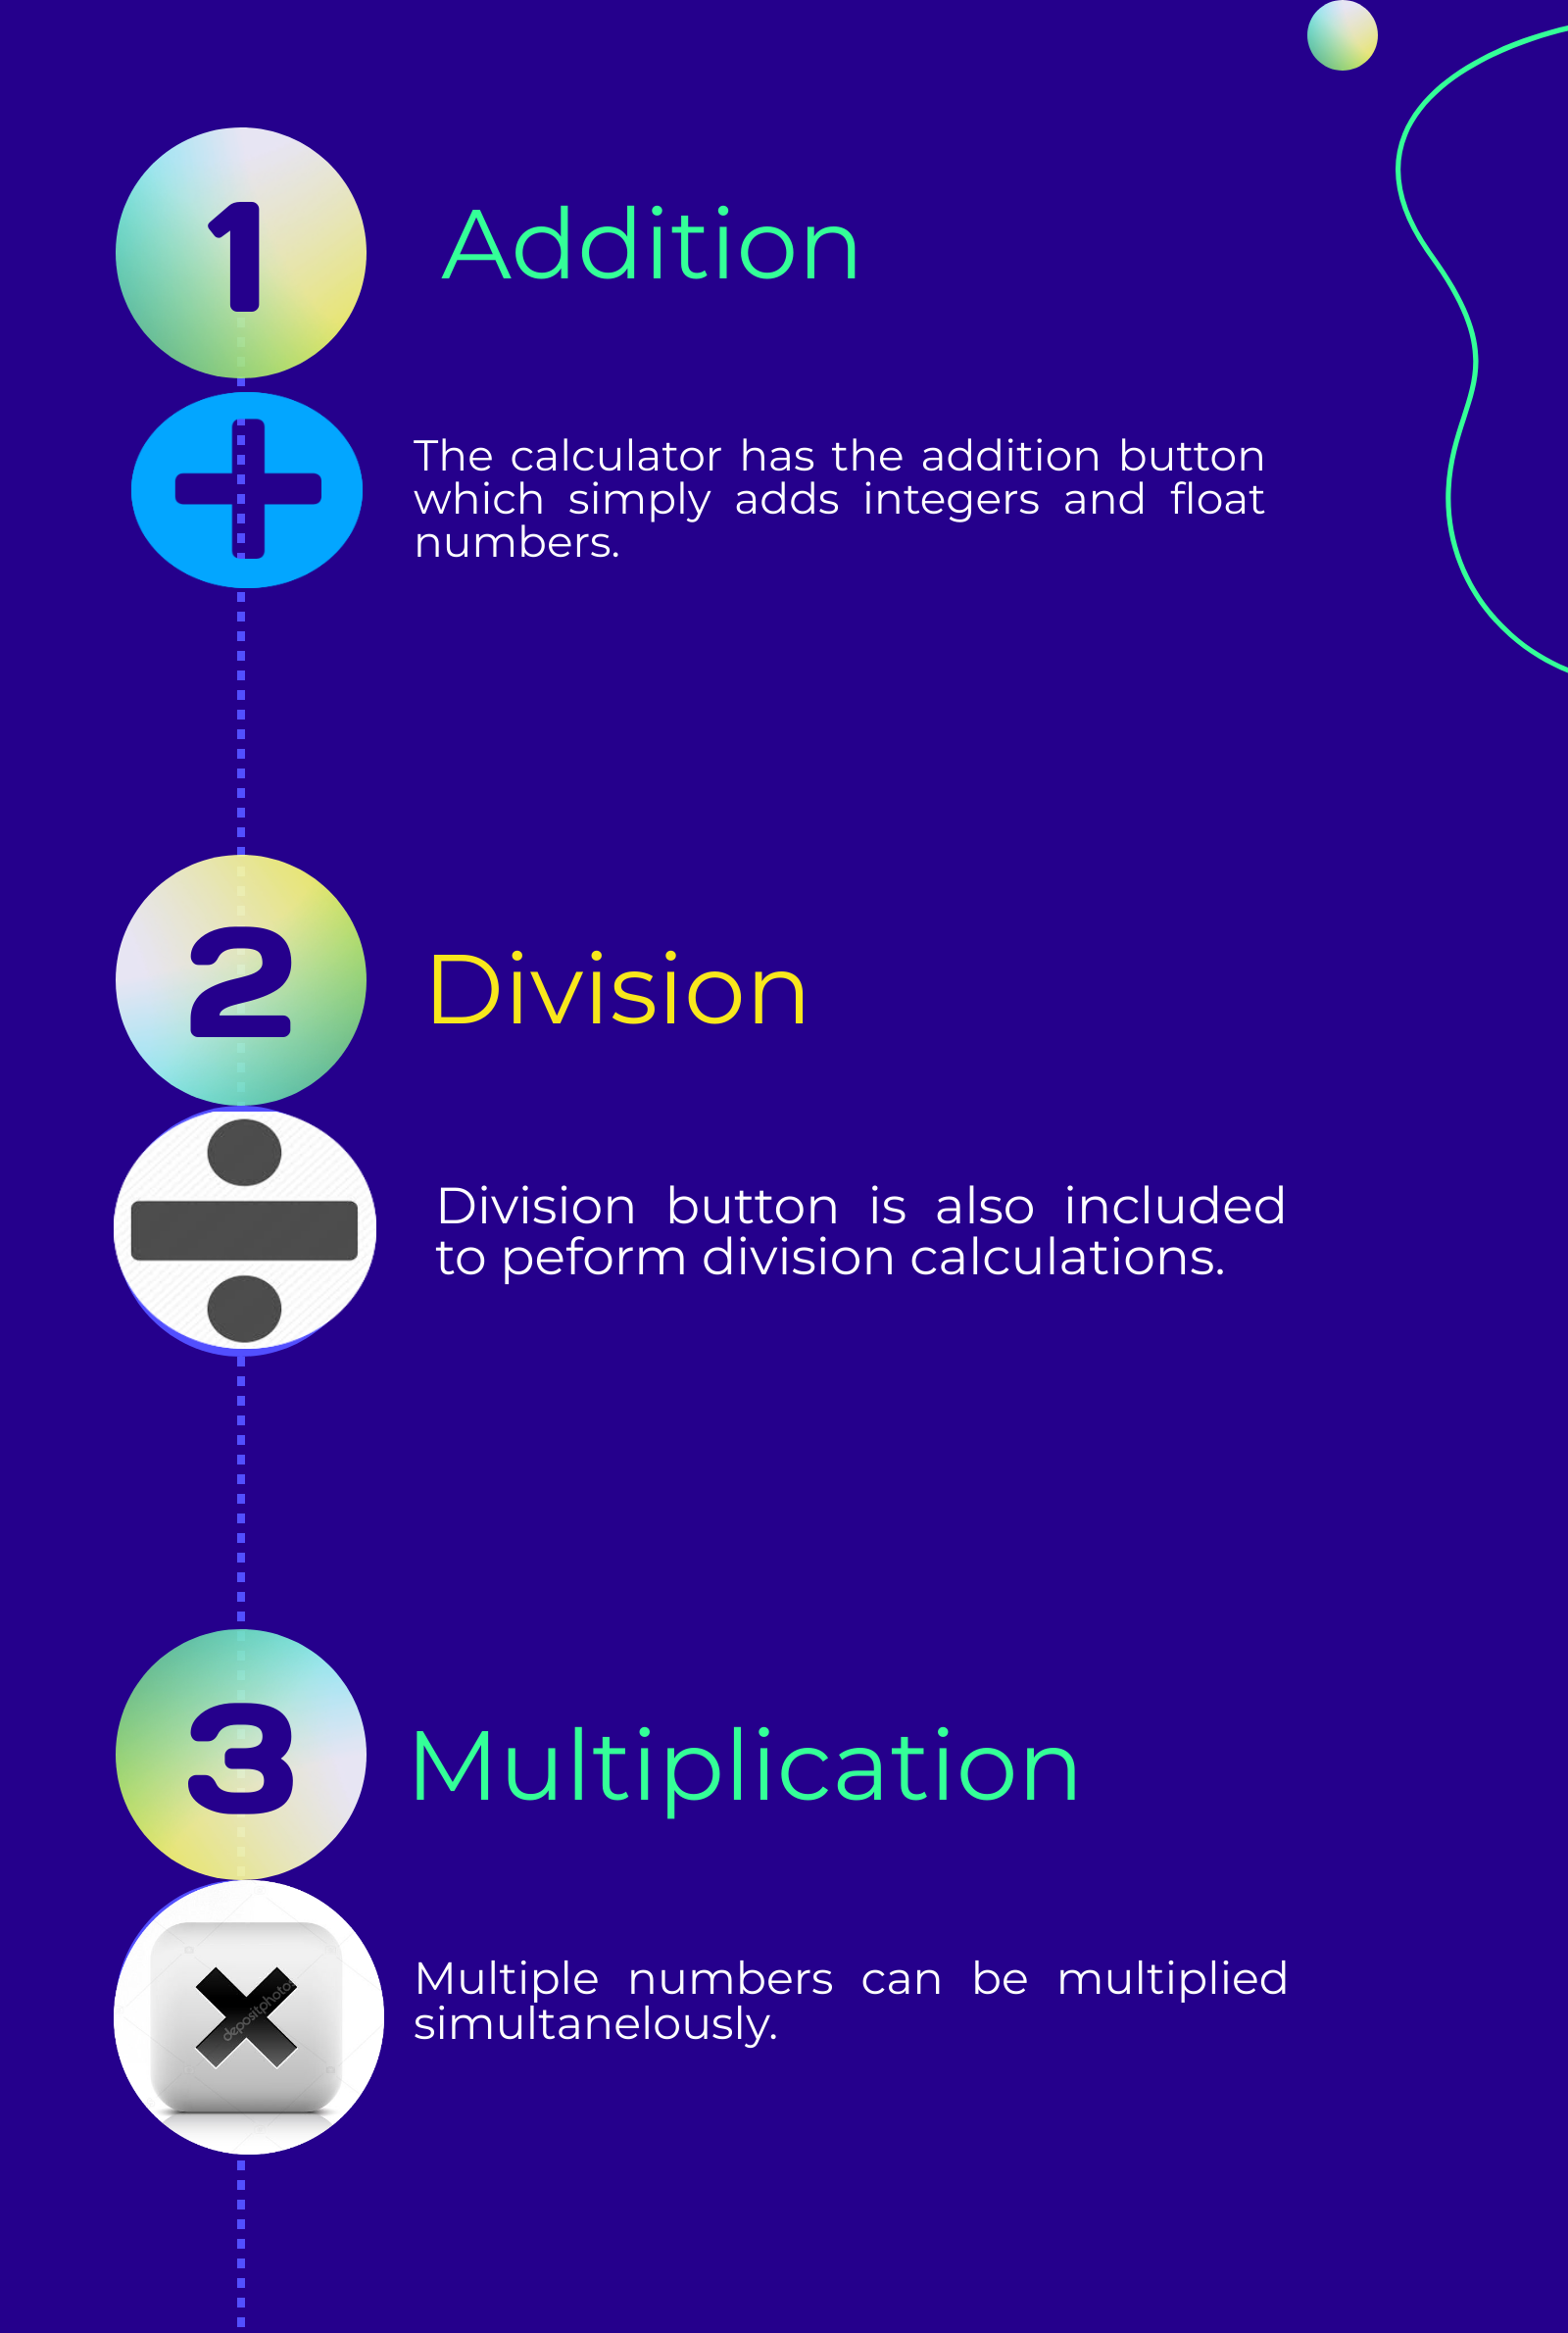 1
Addition
The calculator has the addition button
which simply adds integers and float
numbers.
2
Division
Division button is also included
to peform division calculations.
3
Multiplication
depositphotos
Multiple numbers can be multiplied
simultanelously.